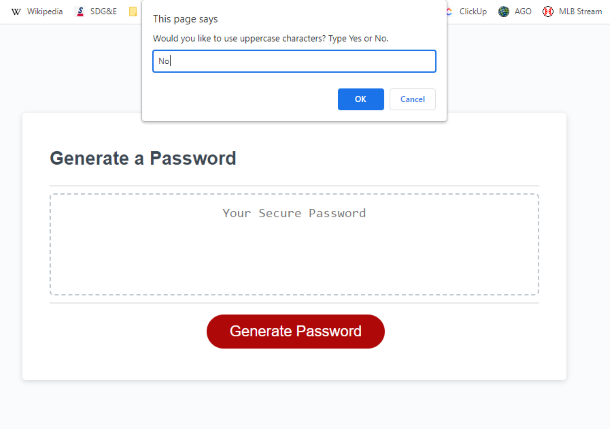 Wikipedia SDG&E ClickUp AGO MLB Stream
This page says
Would you like to use uppercase characters? Type Yes or No.
No
OK Cancel
Generate a Password
Your Secure Password
Generate Password